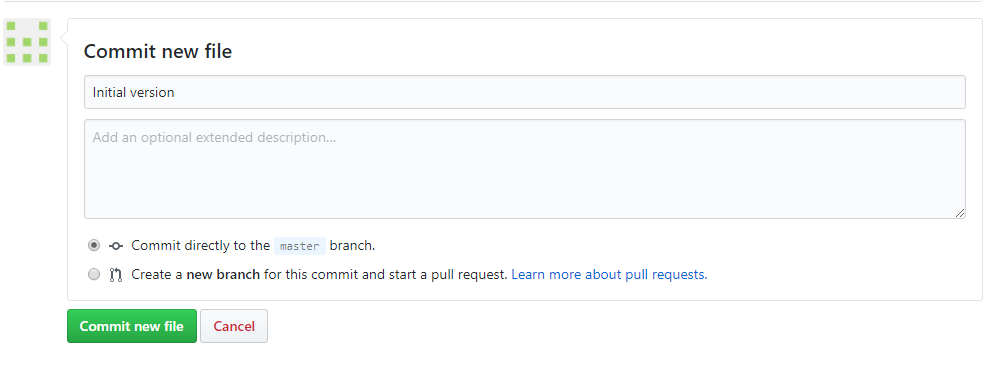 Commit new file
Initial version
Add an optional extended description...
Commit directly to the master branch.
Create a new branch for this commit and start a pull request. Learn more about pull requests.
Commit new file Cancel